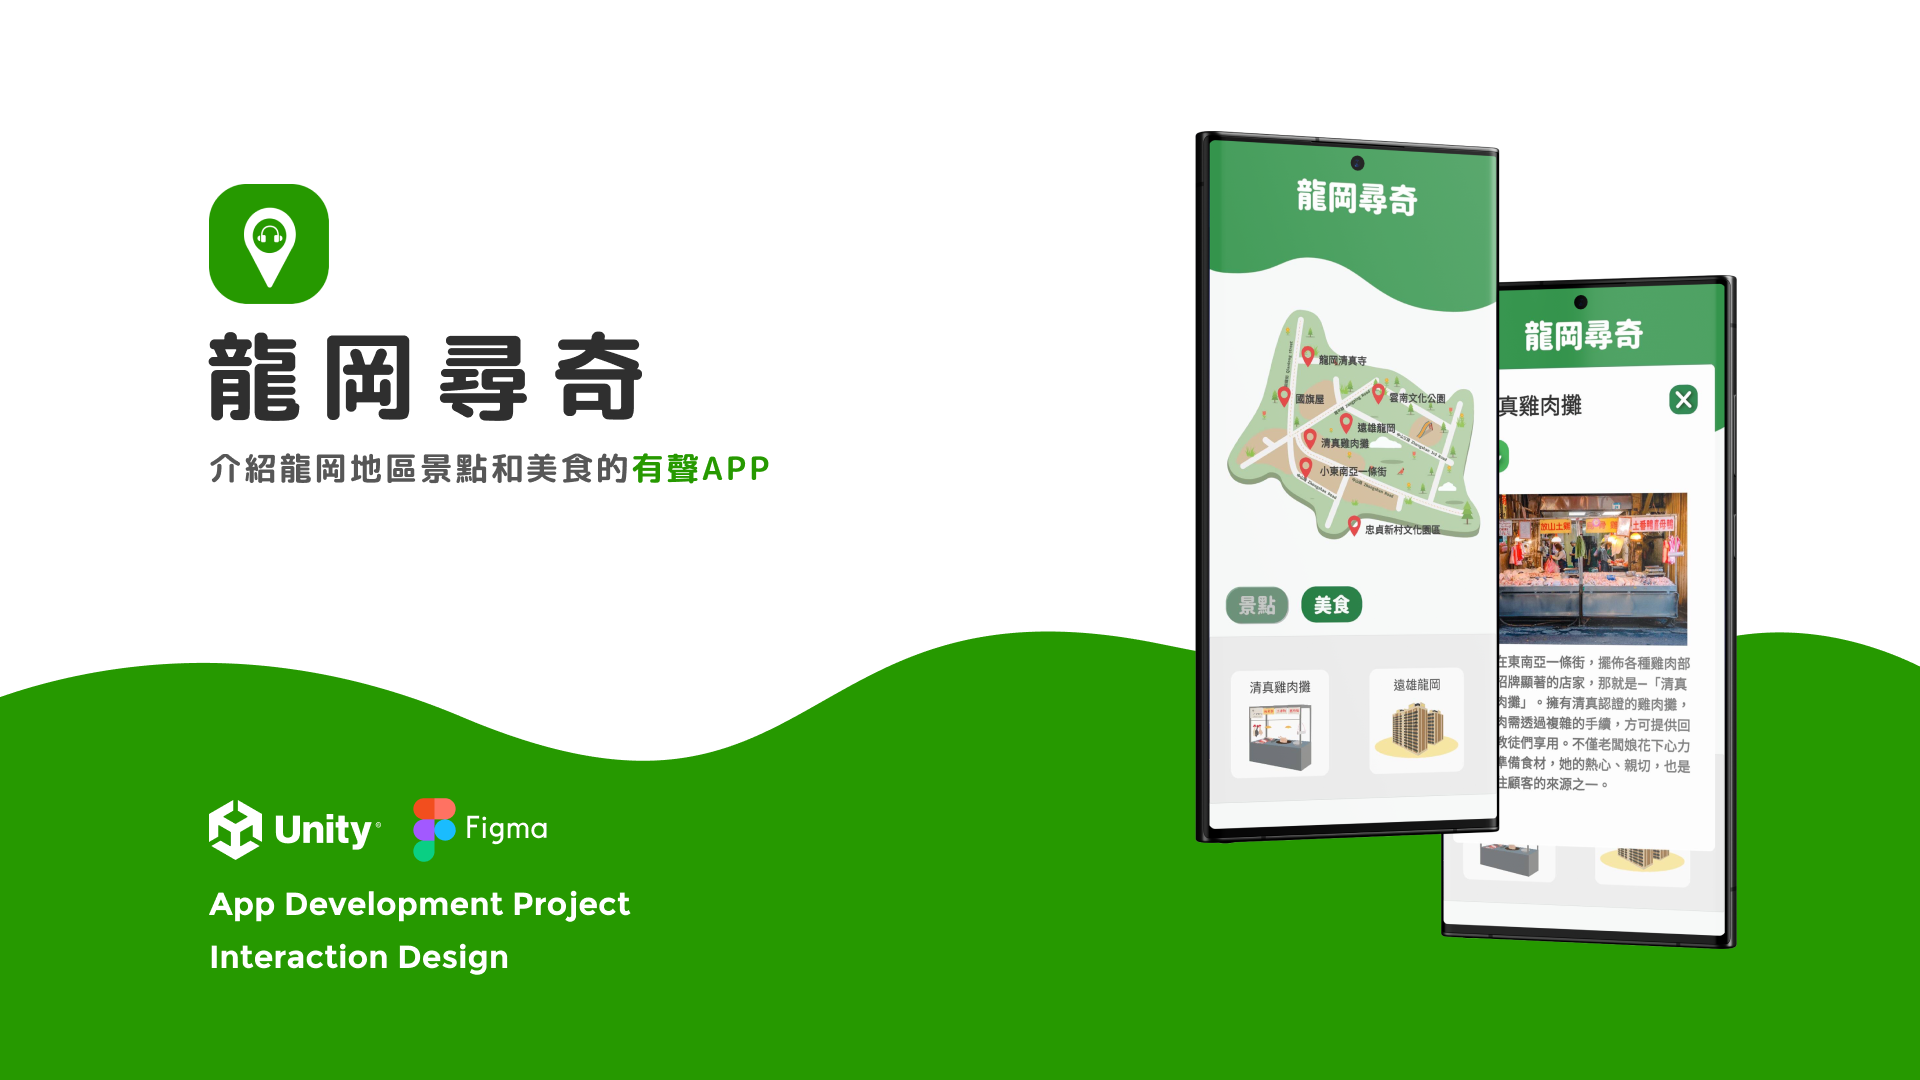 龍岡尋奇
介紹龍岡地區景點和美食的有聲APP
Unity®
Figma
App Development Project
Interaction Design
龍岡尋奇
龍岡清真寺
國旗屋
雲南文化公園
遠雄龍岡
清真雞肉攤
小東南亞一條街
忠貞新村文化園區
景點
美食
清真雞肉攤
遠雄龍岡
龍岡尋奇
真雞肉攤
放山土雞
在東南亞一條街，擺佈各種雞肉部
招牌顯著的店家，那就是—「清真
肉攤」。擁有清真認證的雞肉攤，
肉需透過複雜的手續，方可提供回
教徒們享用。不僅老闆娘花下心力
準備食材，她的熱心、親切，也是
住顧客的來源之一。